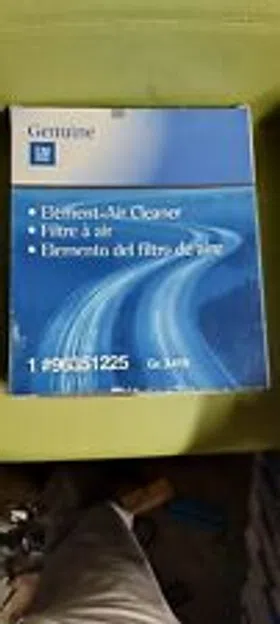 Genuine
GM
• Element-Air Cleaner
• Filtre à air
• Elemento del filtro de aire
1 #96351225